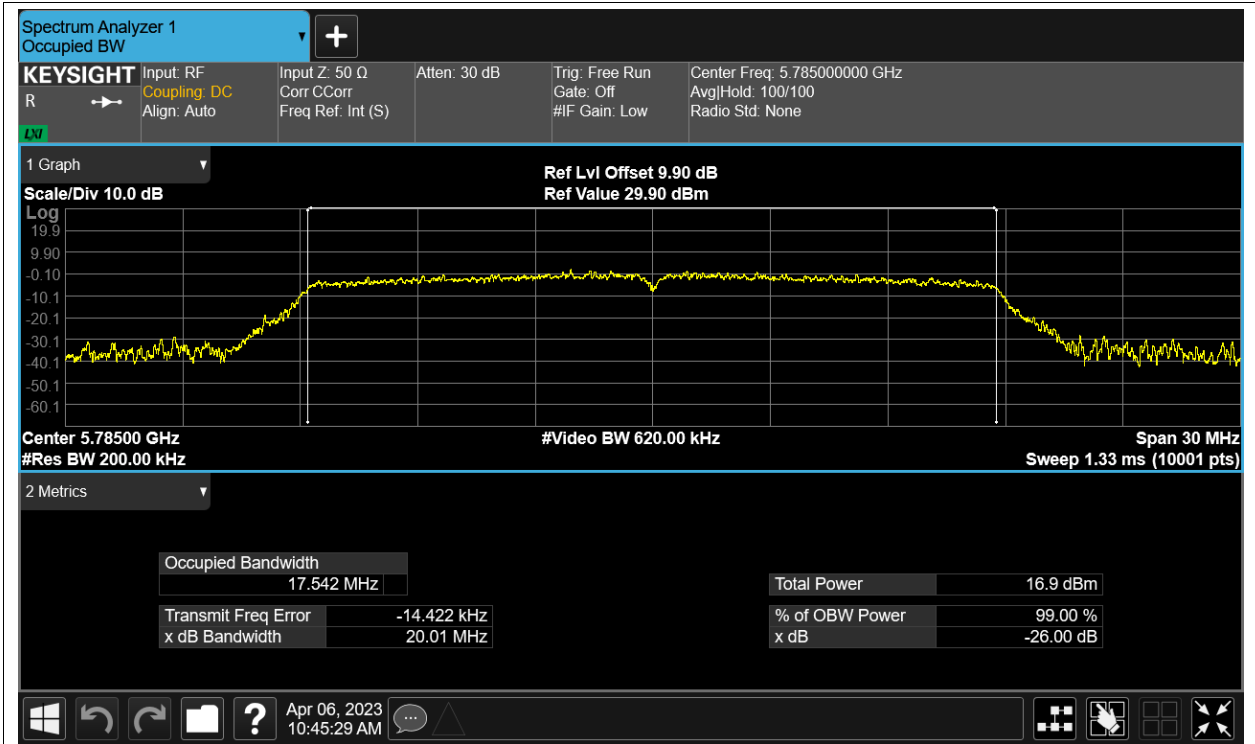 Spectrum Analyzer 1
Occupied BW
KEYSIGHT
R
LXI
Input: RF
Coupling: DC
Align: Auto
Input Z: 50 Ω
Corr CCorr
Freq Ref: Int (S)
Atten: 30 dB
Trig: Free Run
Gate: Off
#IF Gain: Low
Center Freq: 5.785000000 GHz
Avg|Hold: 100/100
Radio Std: None
1 Graph
Scale/Div 10.0 dB
Ref Lvl Offset 9.90 dB
Ref Value 29.90 dBm
Log
19.9
9.90
-0.10
-10.1
-20.1
-30.1
-40.1
-50.1
-60.1
Center 5.78500 GHz
#Res BW 200.00 kHz
#Video BW 620.00 kHz
Span 30 MHz
Sweep 1.33 ms (10001 pts)
2 Metrics
Occupied Bandwidth
17.542 MHz
Transmit Freq Error -14.422 kHz
x dB Bandwidth 20.01 MHz
Total Power 16.9 dBm
% of OBW Power 99.00 %
x dB -26.00 dB
?
Apr 06, 2023
10:45:29 AM